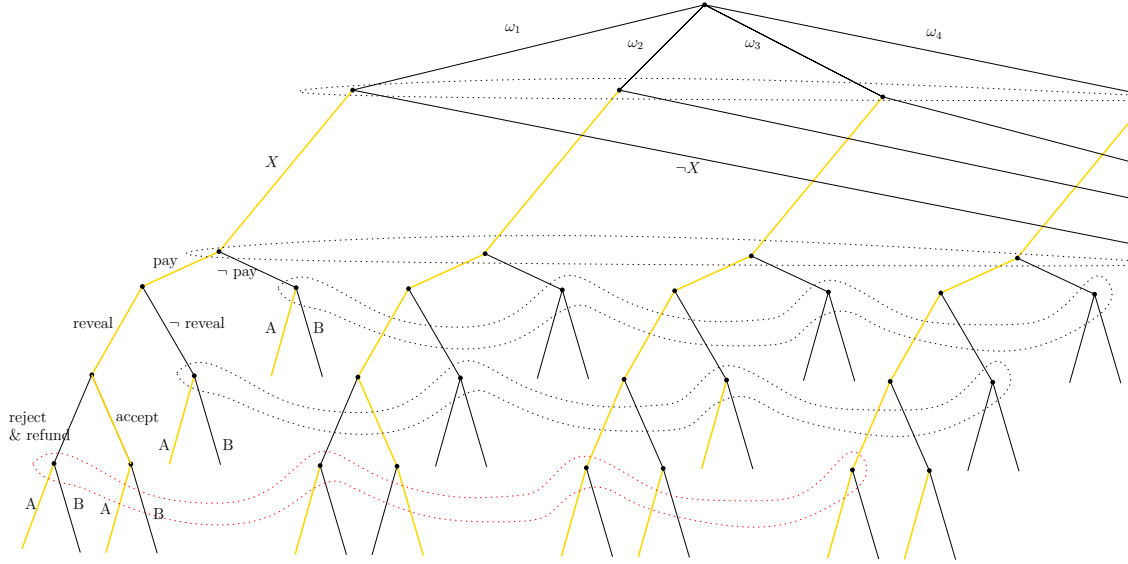 ω₁
ω₂
ω₃
ω₄
X
¬X
pay
¬ pay
reveal
¬ reveal
A
B
reject
& refund
accept
A
B
A
B
A
B